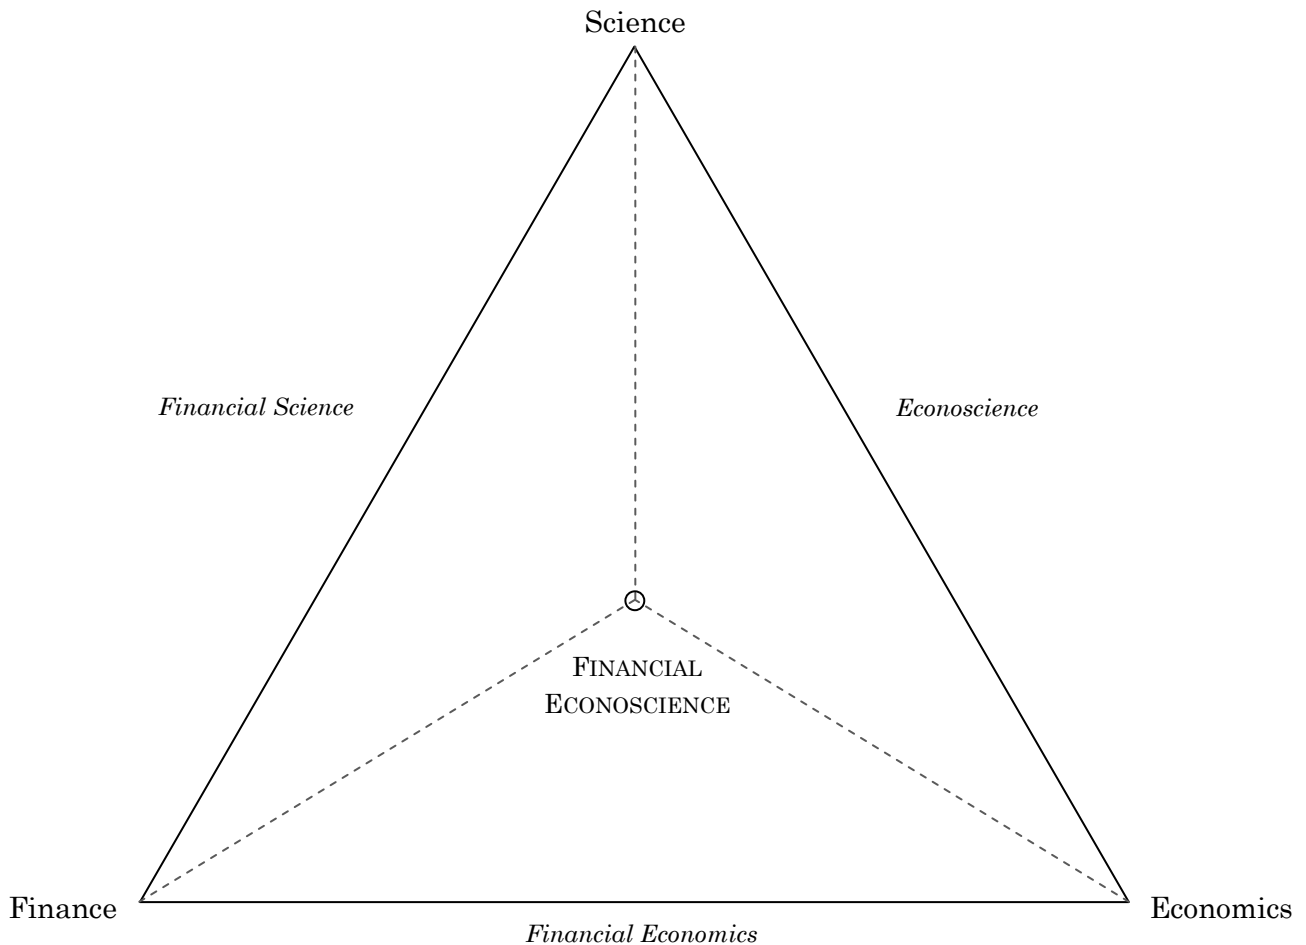 Science
Financial Science
Econoscience
FINANCIAL
ECONOSCIENCE
Finance
Economics
Financial Economics